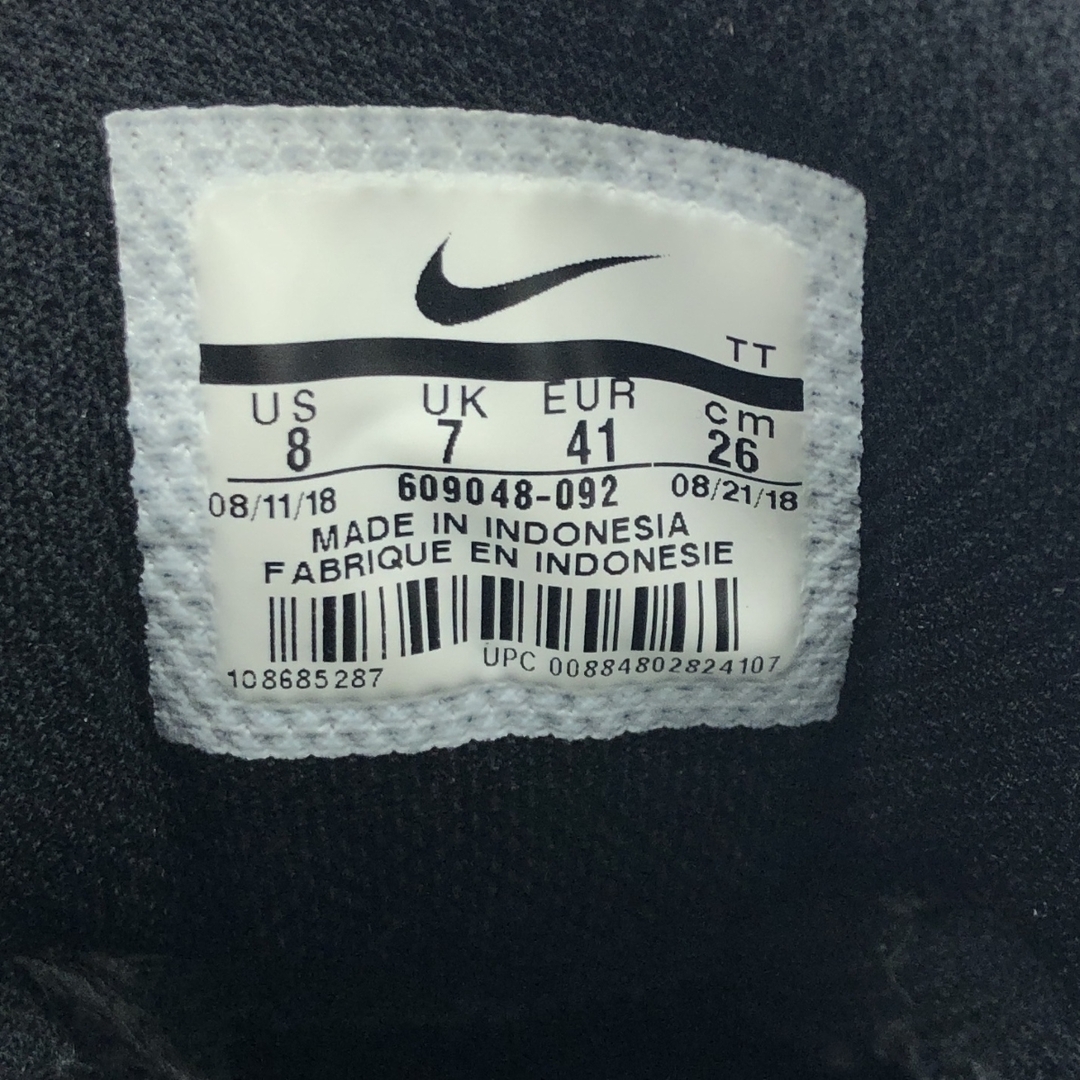 TT
US UK EUR cm
8 7 41 26
08/11/18 609048-092 08/21/18
MADE IN INDONESIA
FABRIQUE EN INDONESIE
108685287 UPC 00884802824107